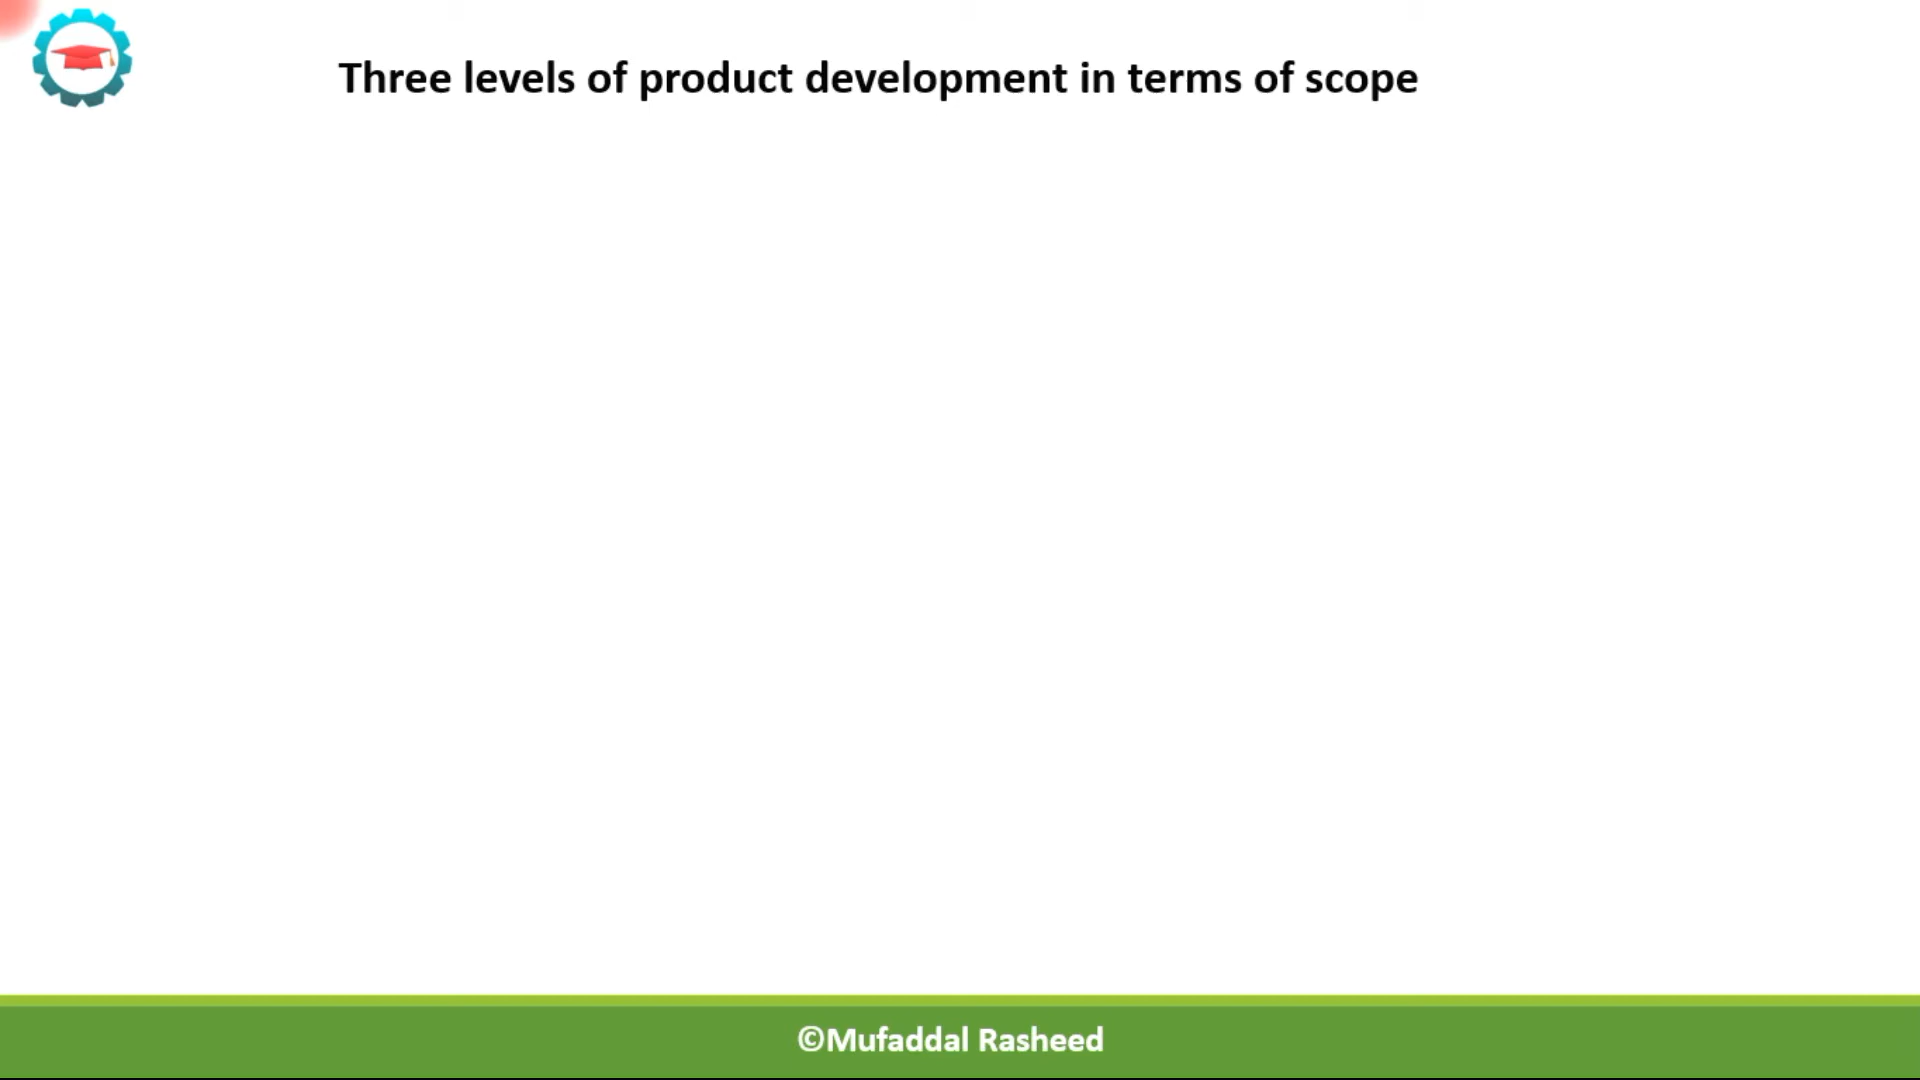 Three levels of product development in terms of scope
©Mufaddal Rasheed